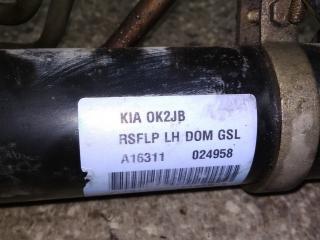 KIA OK2JB
RSFLP LH DOM GSL
A16311 024958